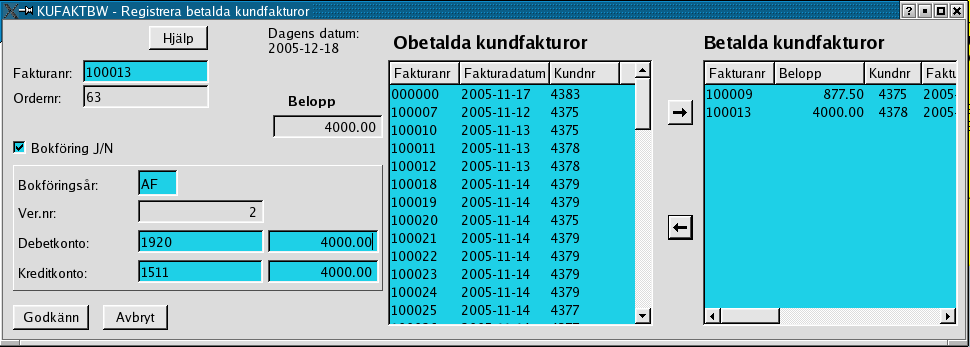 KUFAKTBW - Registrera betalda kundfakturor
Hjälp
Dagens datum:
2005-12-18
Fakturanr: 100013
Ordernr: 63
Belopp
4000.00
Bokföring J/N
Bokföringsår: AF
Ver.nr: 2
Debetkonto: 1920 4000.00
Kreditkonto: 1511 4000.00
Godkänn Avbryt
Obetalda kundfakturor
Fakturanr Fakturadatum Kundnr
000000 2005-11-17 4383
100007 2005-11-12 4375
100010 2005-11-13 4375
100011 2005-11-13 4378
100012 2005-11-13 4378
100018 2005-11-14 4379
100019 2005-11-14 4379
100020 2005-11-14 4375
100021 2005-11-14 4379
100022 2005-11-14 4379
100023 2005-11-14 4379
100024 2005-11-14 4379
100025 2005-11-14 4377
Betalda kundfakturor
Fakturanr Belopp Kundnr Faktu
100009 877.50 4375 2005-
100013 4000.00 4378 2005-